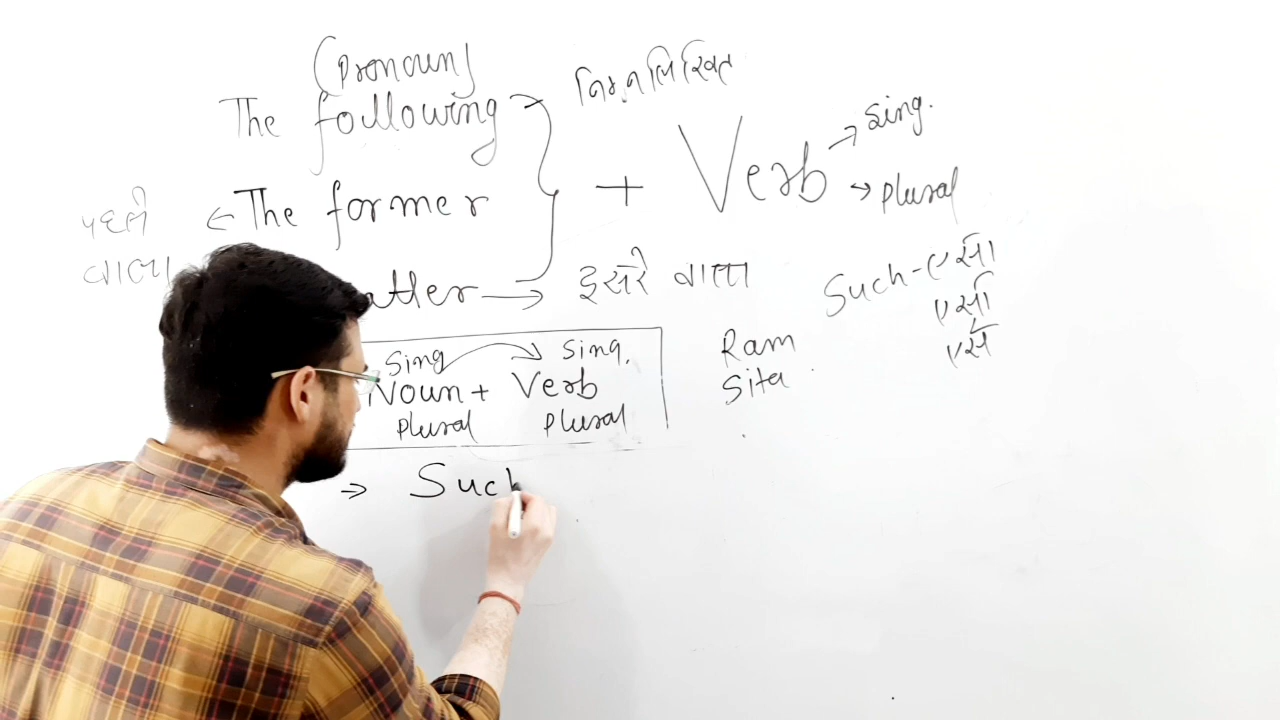 (Pronoun)
The following
निम्नलिखित
पहले वाला ← The former
+ Verb → sing.
→ plural
atter → दूसरे वाला
Such - ऐसा
ऐसी
ऐसे
Sing Sing.
Noun + Verb
Plural Plural
Ram
Sita
→ Such